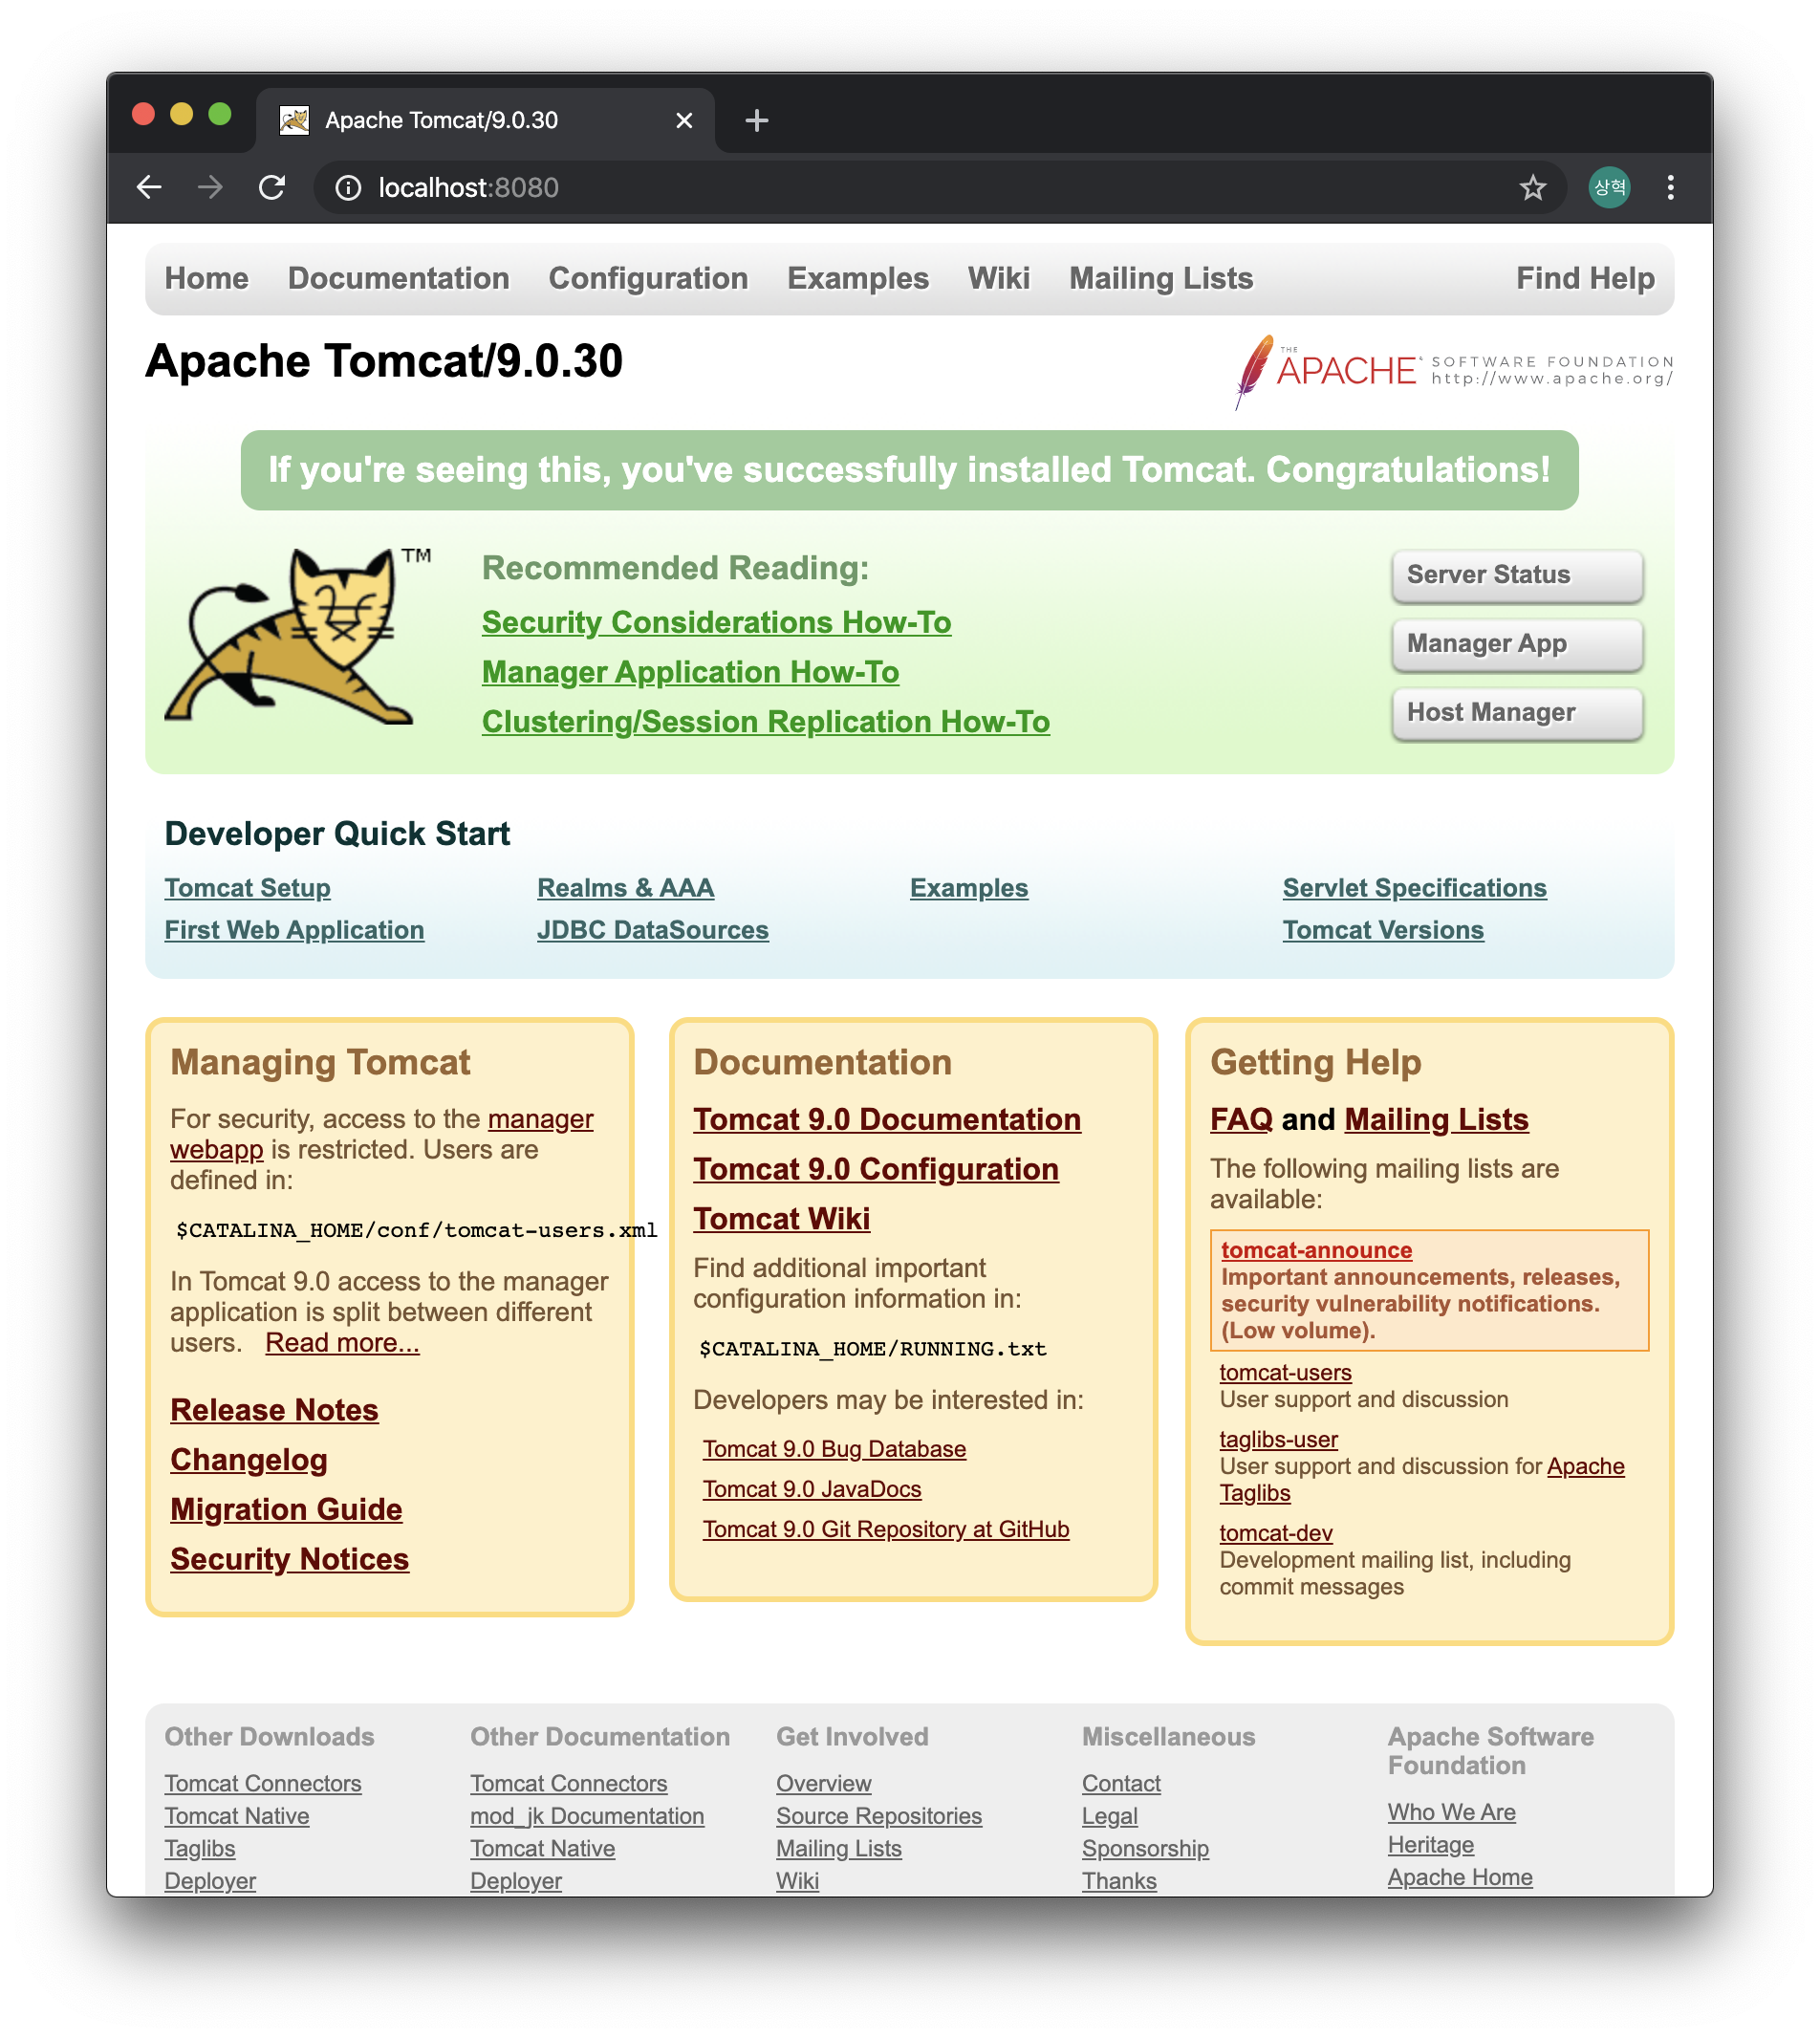 Apache Tomcat/9.0.30
localhost:8080
상혁
Home Documentation Configuration Examples Wiki Mailing Lists Find Help
Apache Tomcat/9.0.30
THE APACHE SOFTWARE FOUNDATION
http://www.apache.org/
If you're seeing this, you've successfully installed Tomcat. Congratulations!
TM
Recommended Reading:
Security Considerations How-To
Manager Application How-To
Clustering/Session Replication How-To
Server Status
Manager App
Host Manager
Developer Quick Start
Tomcat Setup
First Web Application
Realms & AAA
JDBC DataSources
Examples
Servlet Specifications
Tomcat Versions
Managing Tomcat
For security, access to the manager
webapp is restricted. Users are
defined in:
$CATALINA_HOME/conf/tomcat-users.xml
In Tomcat 9.0 access to the manager
application is split between different
users. Read more...
Release Notes
Changelog
Migration Guide
Security Notices
Documentation
Tomcat 9.0 Documentation
Tomcat 9.0 Configuration
Tomcat Wiki
Find additional important
configuration information in:
$CATALINA_HOME/RUNNING.txt
Developers may be interested in:
Tomcat 9.0 Bug Database
Tomcat 9.0 JavaDocs
Tomcat 9.0 Git Repository at GitHub
Getting Help
FAQ and Mailing Lists
The following mailing lists are
available:
tomcat-announce
Important announcements, releases,
security vulnerability notifications.
(Low volume).
tomcat-users
User support and discussion
taglibs-user
User support and discussion for Apache
Taglibs
tomcat-dev
Development mailing list, including
commit messages
Other Downloads
Tomcat Connectors
Tomcat Native
Taglibs
Deployer
Other Documentation
Tomcat Connectors
mod_jk Documentation
Tomcat Native
Deployer
Get Involved
Overview
Source Repositories
Mailing Lists
Wiki
Miscellaneous
Contact
Legal
Sponsorship
Thanks
Apache Software
Foundation
Who We Are
Heritage
Apache Home